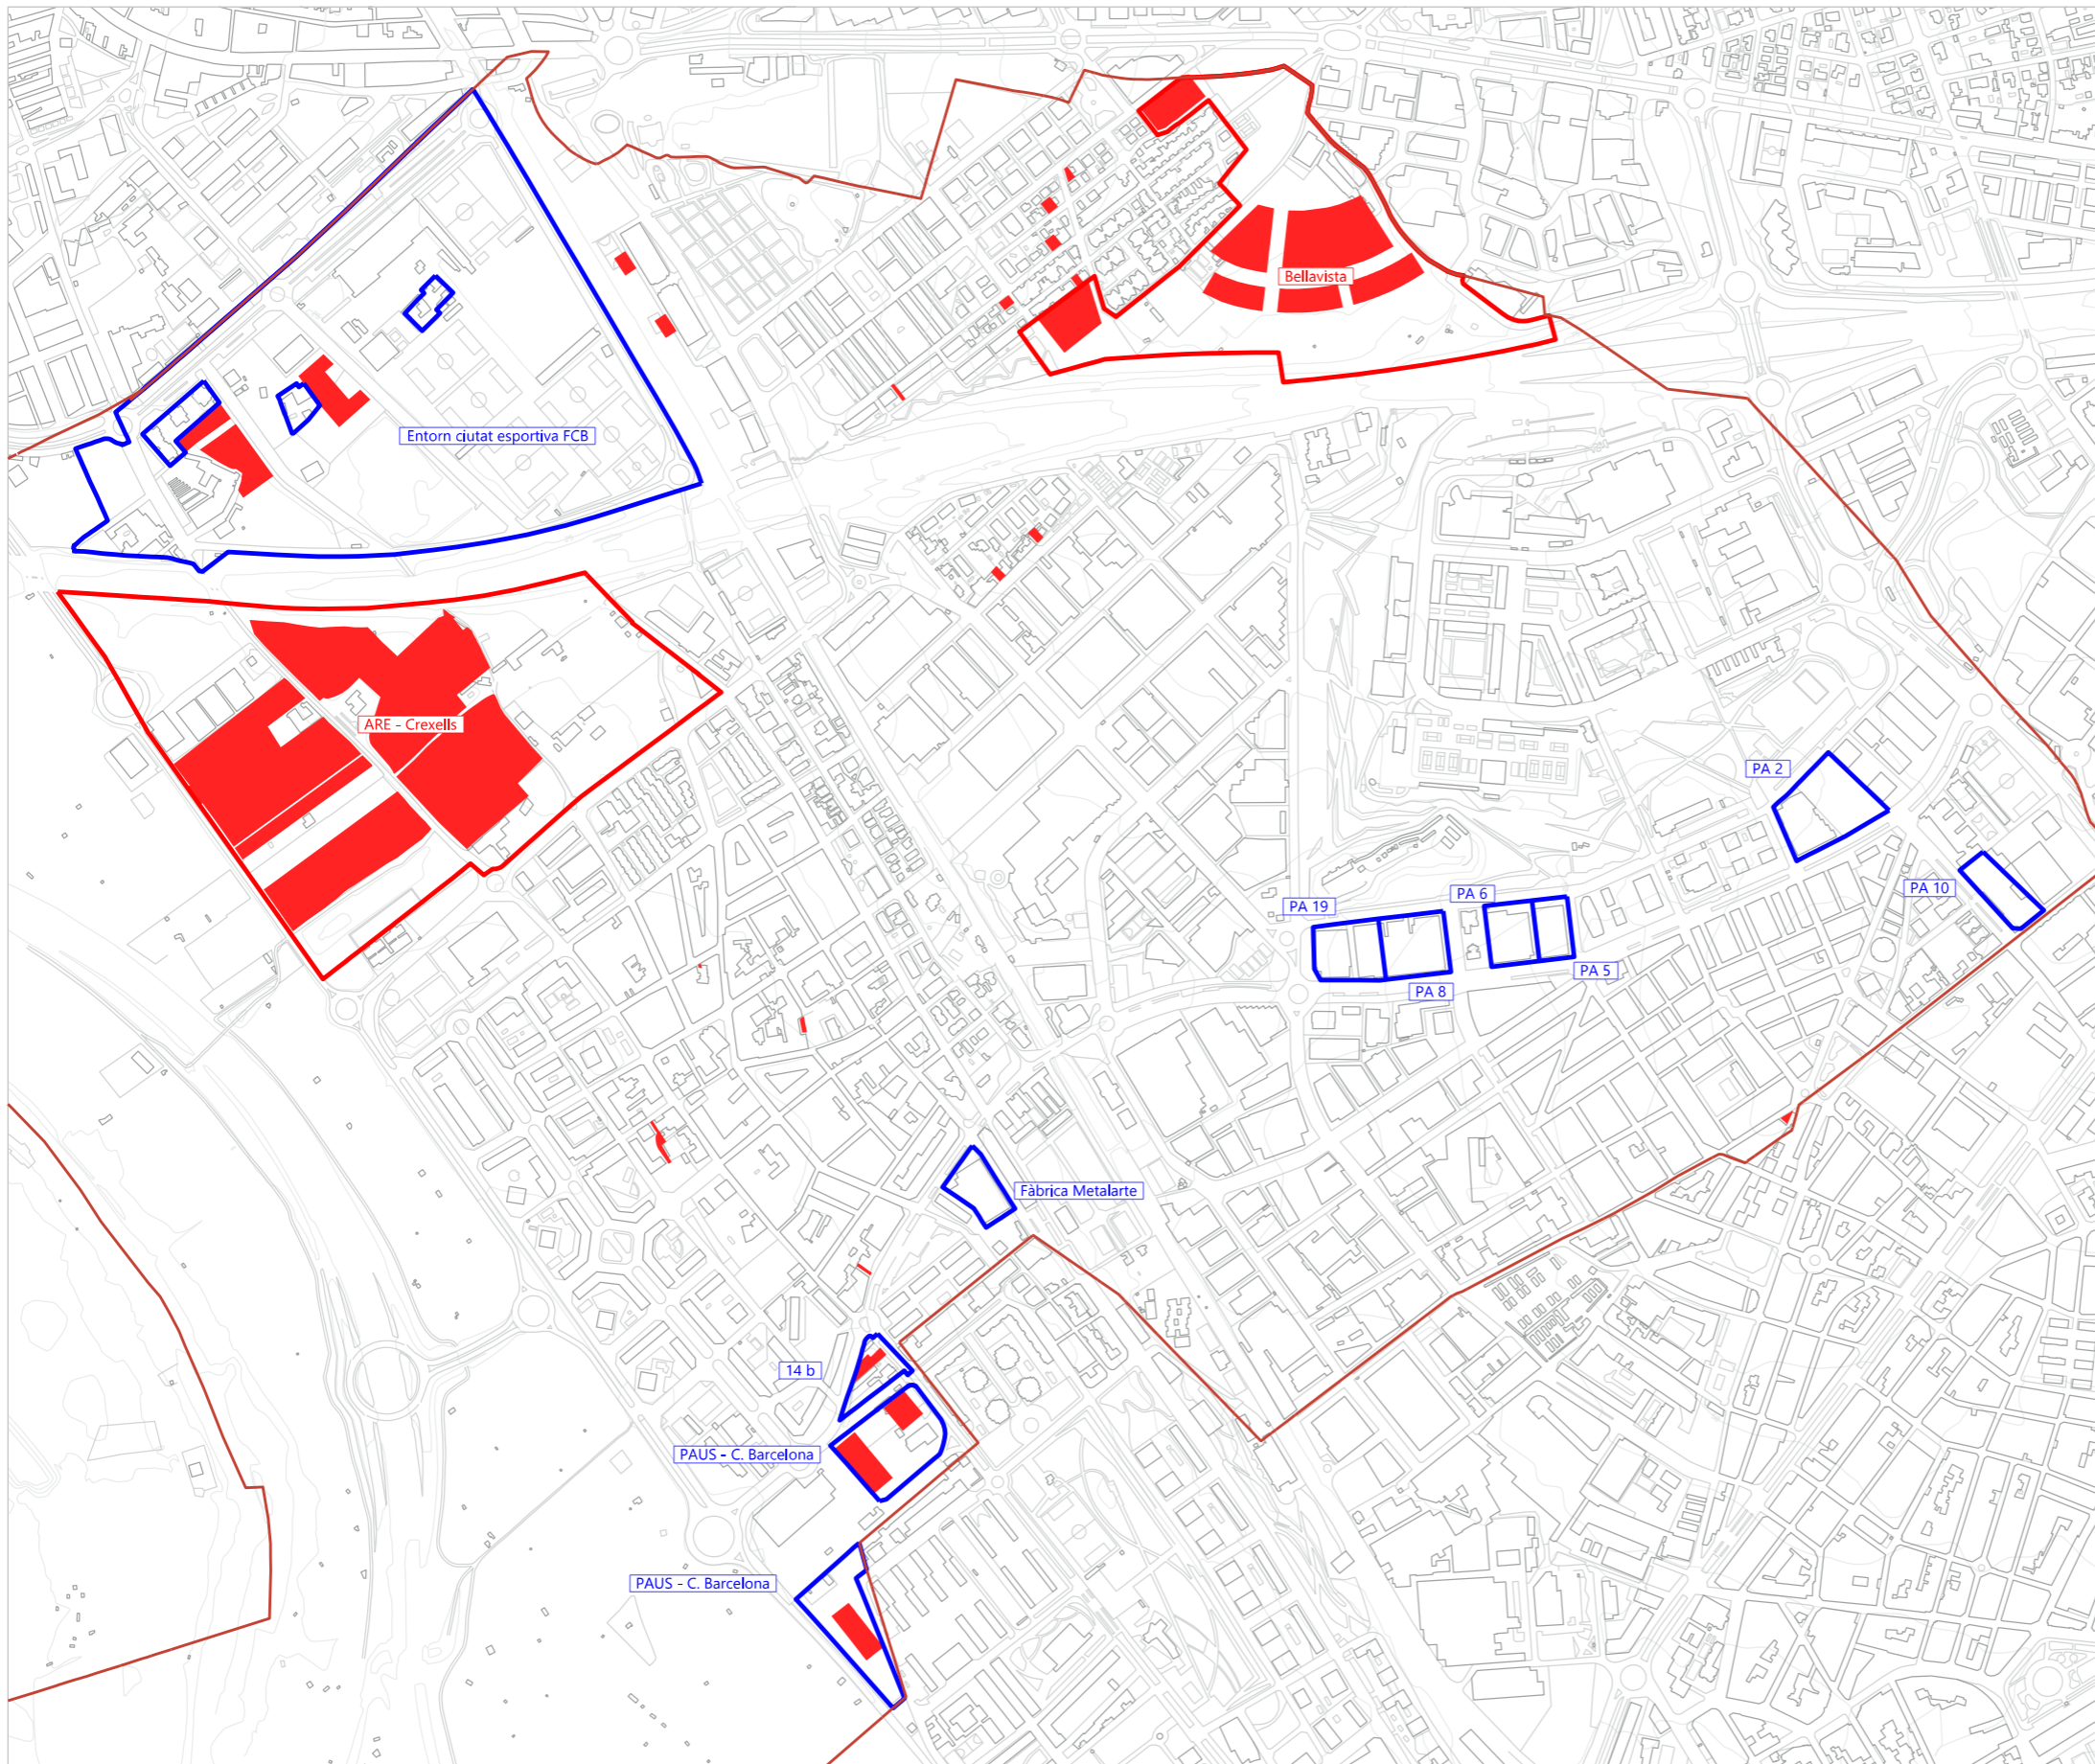 Bellavista
Entorn ciutat esportiva FCB
ARE - Crexells
PA 2
PA 10
PA 6
PA 19
PA 5
PA 8
Fàbrica Metalarte
14 b
PAUS - C. Barcelona
PAUS - C. Barcelona